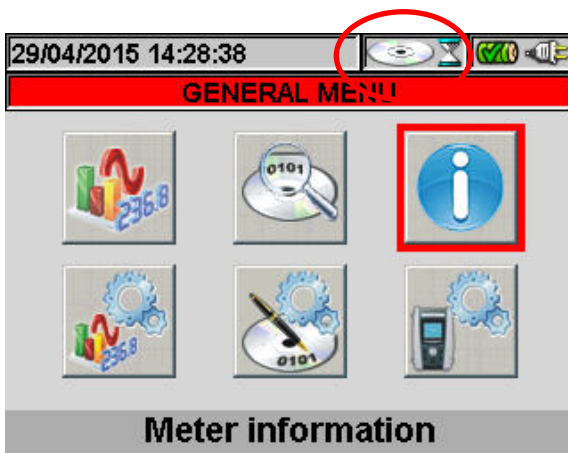 29/04/2015 14:28:38
GENERAL MENU
236.8
0101
236.8
0101
Meter information